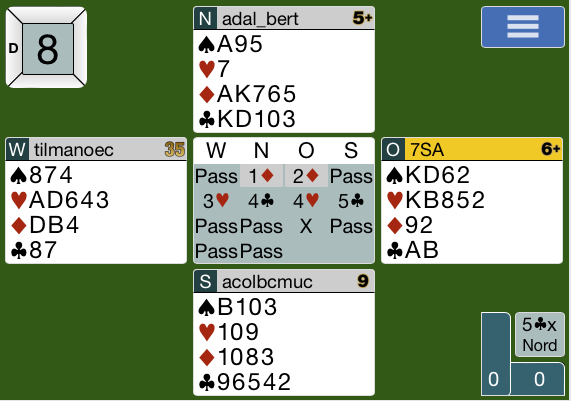 D 8
N adal_bert 5+
♠A95
♥7
♦AK765
♣KD103
W tilmanoec 35
♠874
♥AD643
♦DB4
♣87
W N O S
Pass 1♦ 2♦ Pass
3♥ 4♣ 4♥ 5♣
Pass Pass X Pass
Pass Pass
O 7SA 6+
♠KD62
♥KB852
♦92
♣AB
S acolbcmuc 9
♠B103
♥109
♦1083
♣96542
5♣x
Nord
0 0